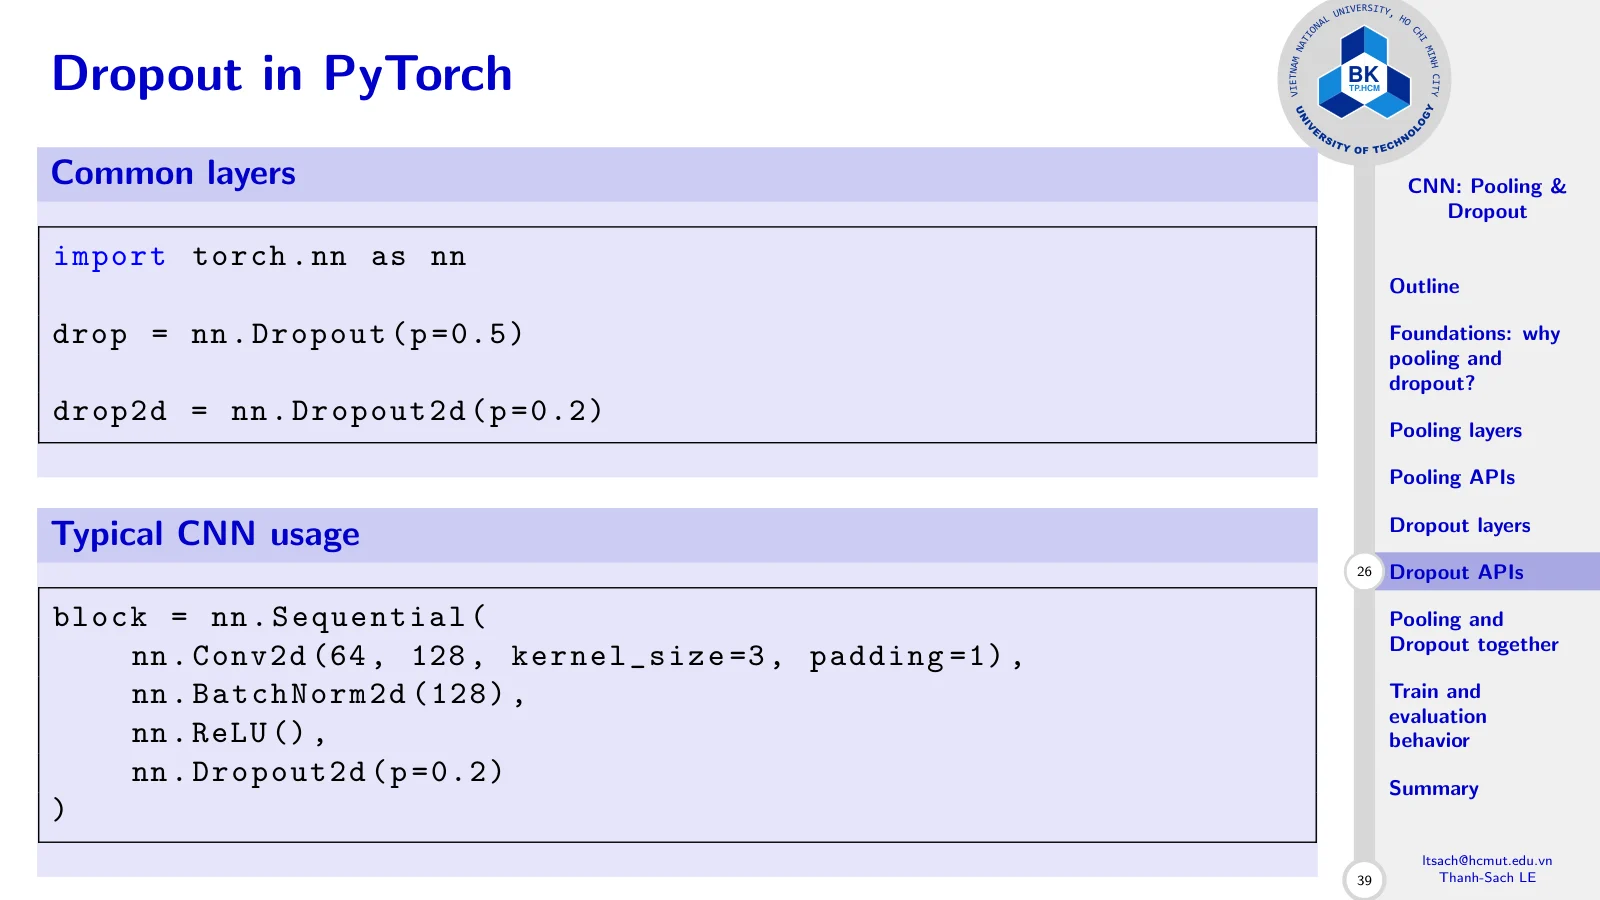 Dropout in PyTorch
Common layers
import torch.nn as nn
drop = nn.Dropout(p=0.5)
drop2d = nn.Dropout2d(p=0.2)
Typical CNN usage
block = nn.Sequential(
    nn.Conv2d(64, 128, kernel_size=3, padding=1),
    nn.BatchNorm2d(128),
    nn.ReLU(),
    nn.Dropout2d(p=0.2)
)
VIETNAM NATIONAL UNIVERSITY, HO CHI MINH CITY
BK
TP.HCM
UNIVERSITY OF TECHNOLOGY
CNN: Pooling &
Dropout
Outline
Foundations: why
pooling and
dropout?
Pooling layers
Pooling APIs
Dropout layers
26
Dropout APIs
Pooling and
Dropout together
Train and
evaluation
behavior
Summary
ltsach@hcmut.edu.vn
Thanh-Sach LE
39